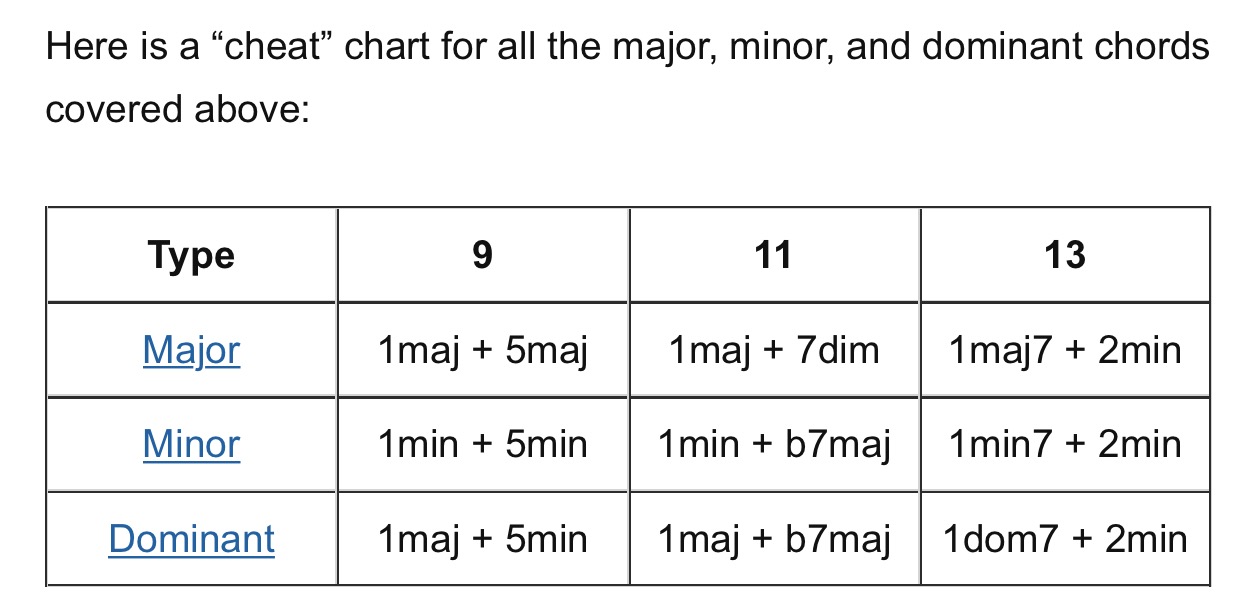 Here is a “cheat” chart for all the major, minor, and dominant chords
covered above:
Type 9 11 13
Major 1maj + 5maj 1maj + 7dim 1maj7 + 2min
Minor 1min + 5min 1min + b7maj 1min7 + 2min
Dominant 1maj + 5min 1maj + b7maj 1dom7 + 2min